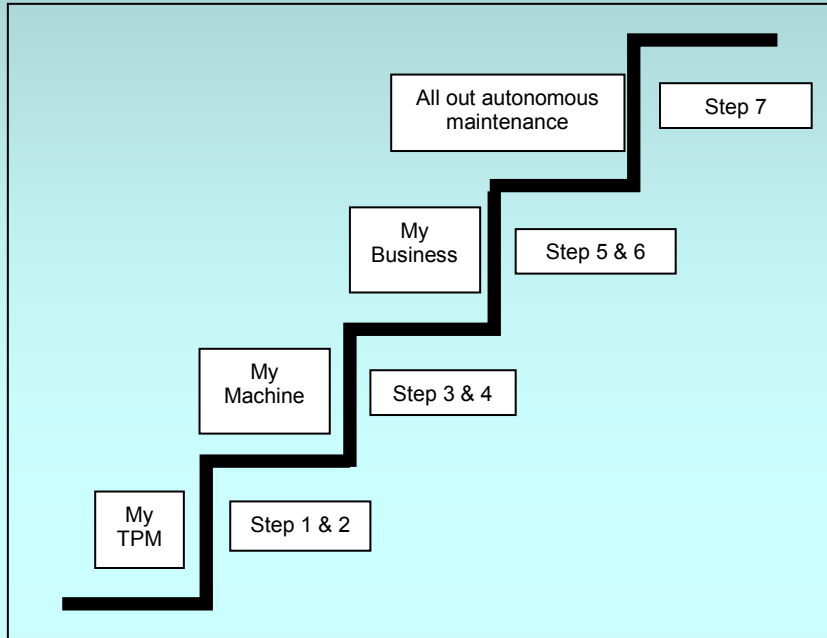 All out autonomous
maintenance
Step 7
My
Business
Step 5 & 6
My
Machine
Step 3 & 4
My
TPM
Step 1 & 2